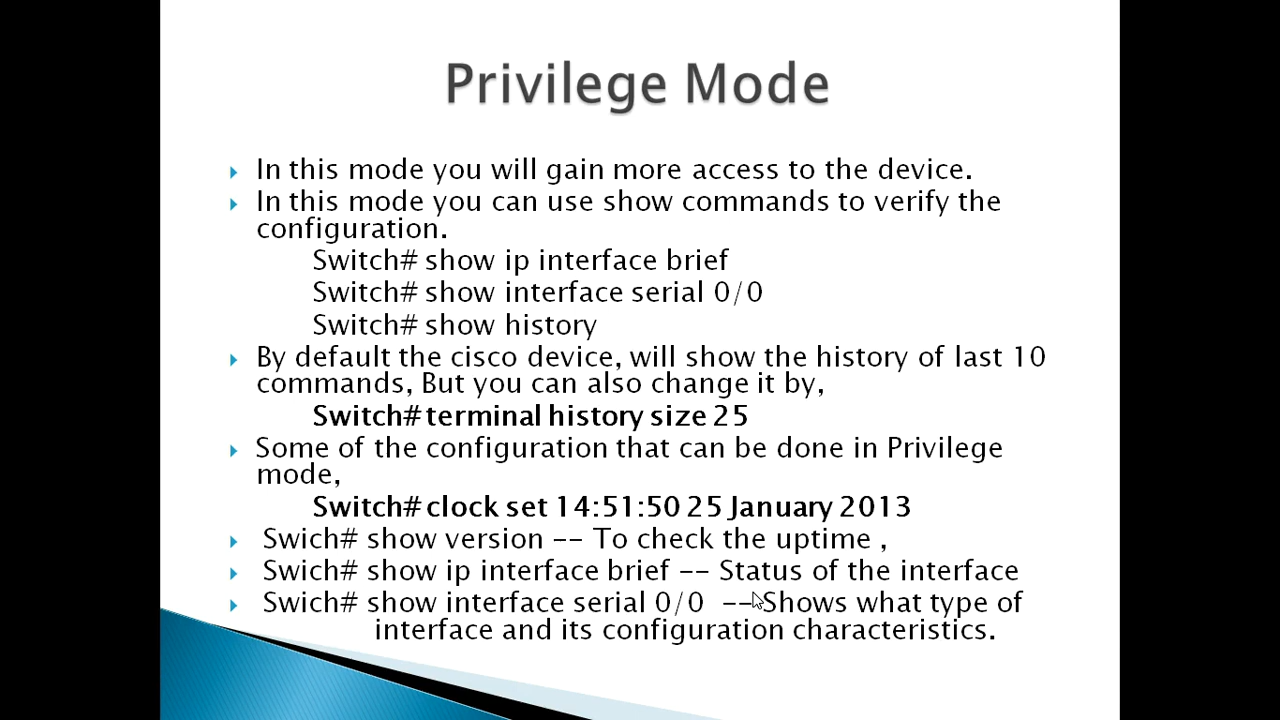 Privilege Mode
In this mode you will gain more access to the device.
In this mode you can use show commands to verify the
configuration.
Switch# show ip interface brief
Switch# show interface serial 0/0
Switch# show history
By default the cisco device, will show the history of last 10
commands, But you can also change it by,
Switch# terminal history size 25
Some of the configuration that can be done in Privilege
mode,
Switch# clock set 14:51:50 25 January 2013
Swich# show version -- To check the uptime ,
Swich# show ip interface brief -- Status of the interface
Swich# show interface serial 0/0 -- Shows what type of
interface and its configuration characteristics.